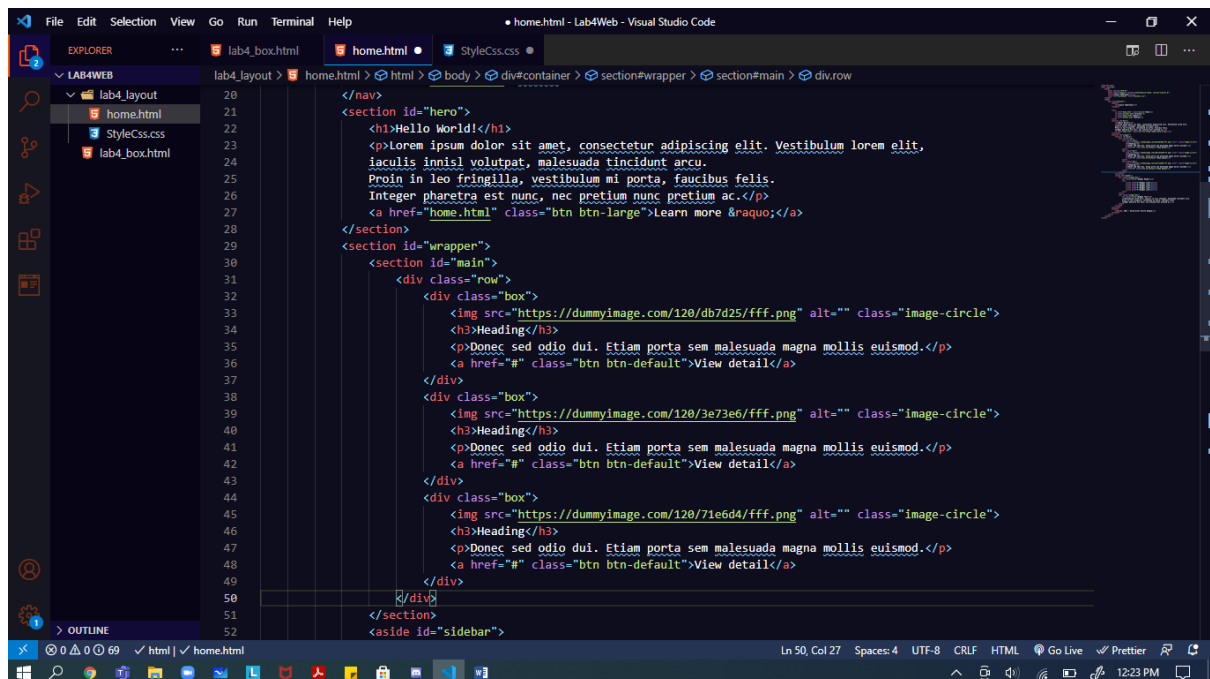 File Edit Selection View Go Run Terminal Help ● home.html - Lab4Web - Visual Studio Code
EXPLORER ··· lab4_box.html home.html ● StyleCss.css ●
LAB4WEB lab4_layout > home.html > html > body > div#container > section#wrapper > section#main > div.row
lab4_layout
home.html
StyleCss.css
lab4_box.html
20 </nav>
21 <section id="hero">
22 <h1>Hello World!</h1>
23 <p>Lorem ipsum dolor sit amet, consectetur adipiscing elit. Vestibulum lorem elit,
24 iaculis innisl volutpat, malesuada tincidunt arcu.
25 Proin in leo fringilla, vestibulum mi porta, faucibus felis.
26 Integer pharetra est nunc, nec pretium nunc pretium ac.</p>
27 <a href="home.html" class="btn btn-large">Learn more &raquo;</a>
28 </section>
29 <section id="wrapper">
30 <section id="main">
31 <div class="row">
32 <div class="box">
33 <img src="https://dummyimage.com/120/db7d25/fff.png" alt="" class="image-circle">
34 <h3>Heading</h3>
35 <p>Donec sed odio dui. Etiam porta sem malesuada magna mollis euismod.</p>
36 <a href="#" class="btn btn-default">View detail</a>
37 </div>
38 <div class="box">
39 <img src="https://dummyimage.com/120/3e73e6/fff.png" alt="" class="image-circle">
40 <h3>Heading</h3>
41 <p>Donec sed odio dui. Etiam porta sem malesuada magna mollis euismod.</p>
42 <a href="#" class="btn btn-default">View detail</a>
43 </div>
44 <div class="box">
45 <img src="https://dummyimage.com/120/71e6d4/fff.png" alt="" class="image-circle">
46 <h3>Heading</h3>
47 <p>Donec sed odio dui. Etiam porta sem malesuada magna mollis euismod.</p>
48 <a href="#" class="btn btn-default">View detail</a>
49 </div>
50 </div>
51 </section>
52 <aside id="sidebar">
OUTLINE
0 0 69 ✓ html | ✓ home.html Ln 50, Col 27 Spaces: 4 UTF-8 CRLF HTML Go Live Prettier
12:23 PM